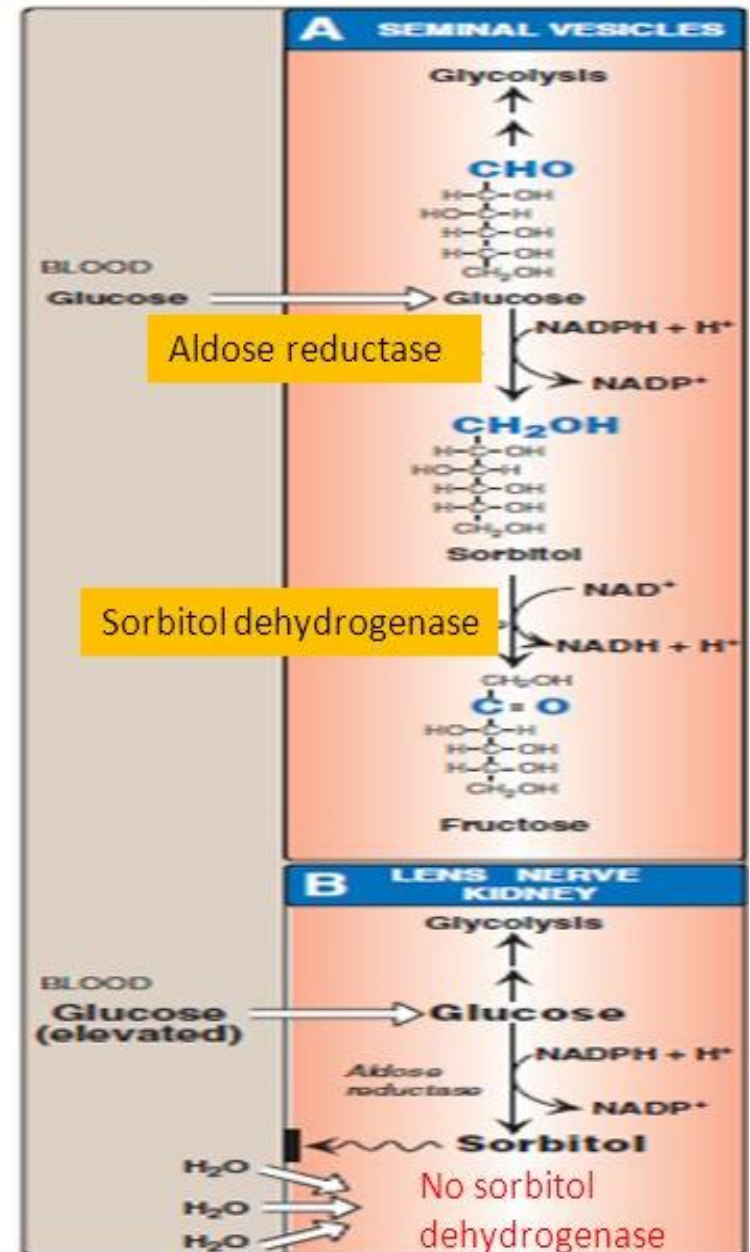 A SEMINAL VESICLES
Glycolysis
CHO
H-C-OH
HO-C-H
H-C-OH
H-C-OH
CH₂OH
BLOOD
Glucose
Glucose
Aldose reductase
NADPH + H⁺
NADP⁺
CH₂OH
H-C-OH
HO-C-H
H-C-OH
H-C-OH
CH₂OH
Sorbitol
Sorbitol dehydrogenase
NAD⁺
NADH + H⁺
CH₂OH
C=O
HO-C-H
H-C-OH
H-C-OH
CH₂OH
Fructose
B LENS NERVE
KIDNEY
Glycolysis
BLOOD
Glucose
(elevated)
Glucose
Aldose
reductase
NADPH + H⁺
NADP⁺
Sorbitol
H₂O
H₂O
H₂O
No sorbitol
dehydrogenase